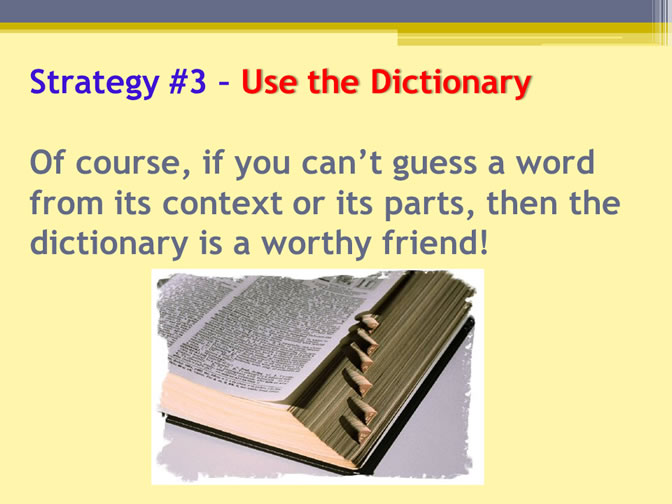 Strategy #3 – Use the Dictionary
Of course, if you can’t guess a word
from its context or its parts, then the
dictionary is a worthy friend!